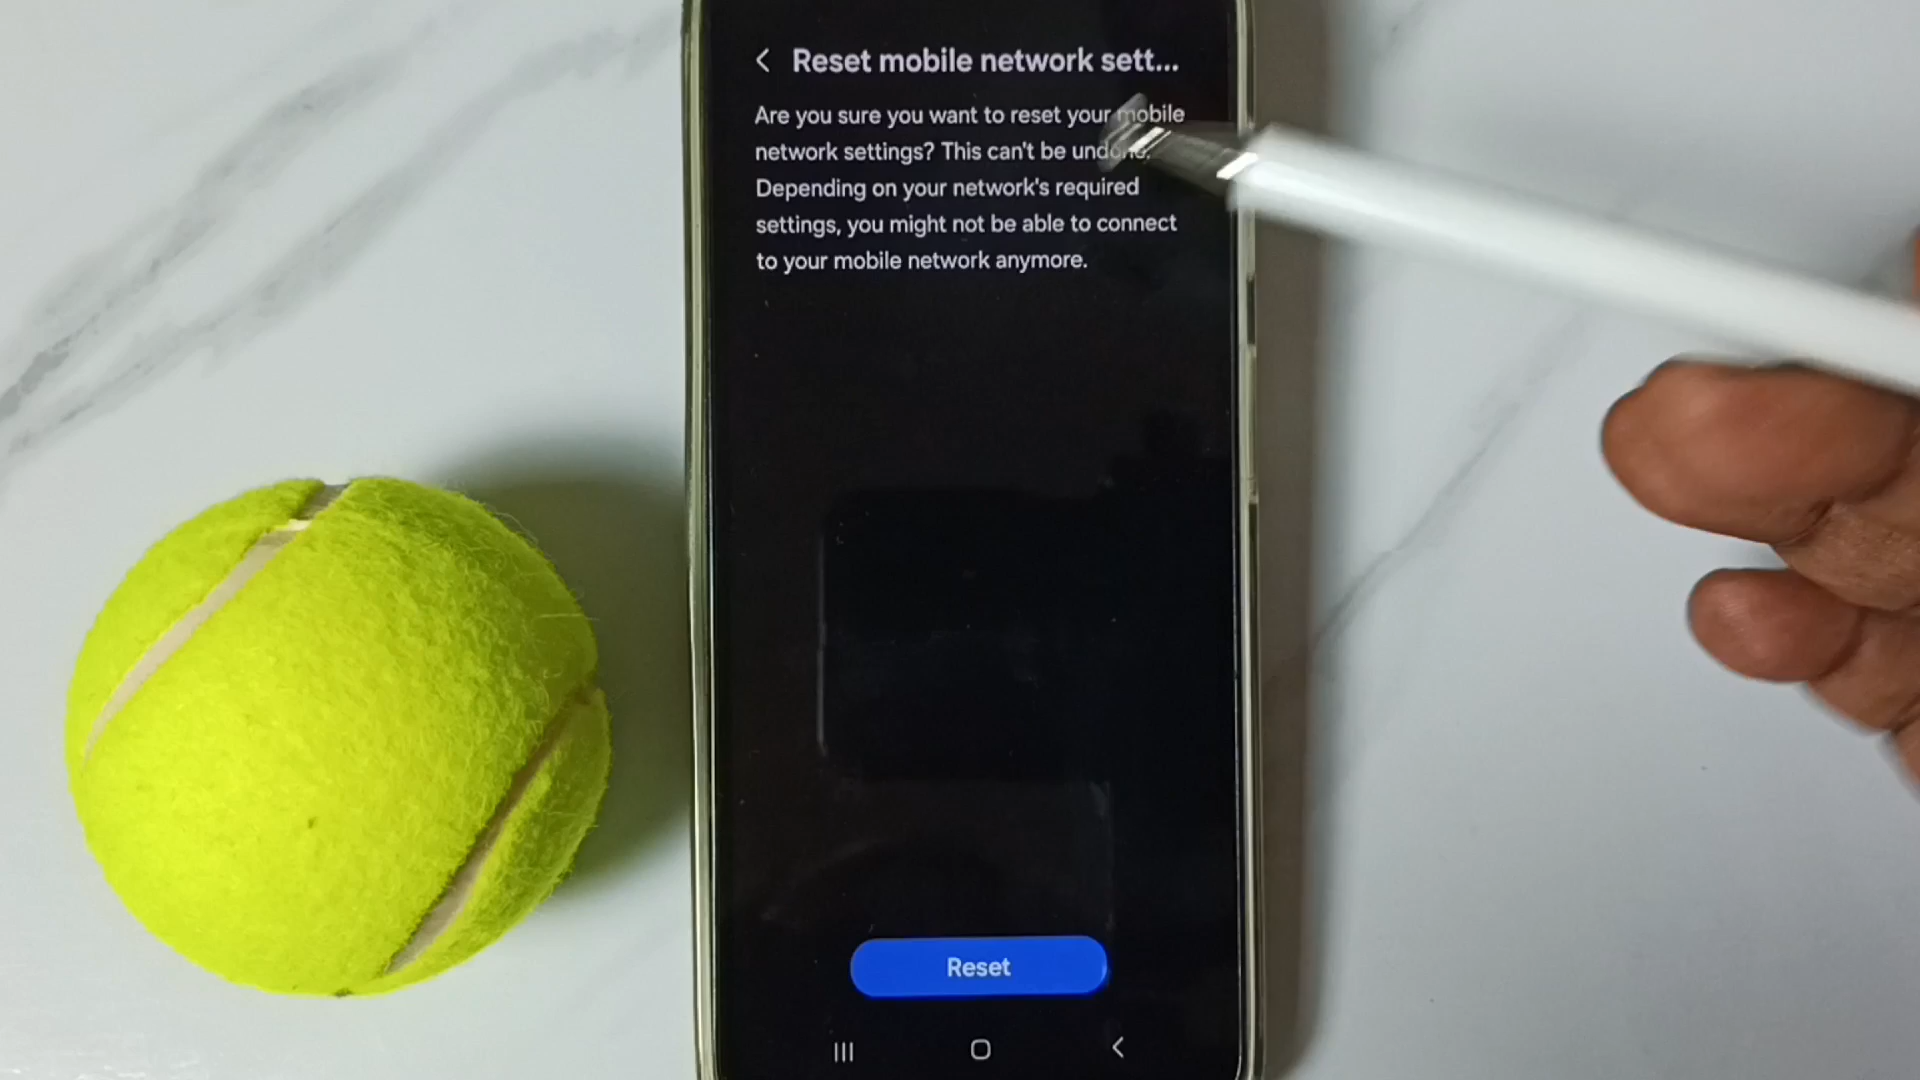 Reset mobile network sett...
Are you sure you want to reset your mobile
network settings? This can't be undone.
Depending on your network's required
settings, you might not be able to connect
to your mobile network anymore.
Reset